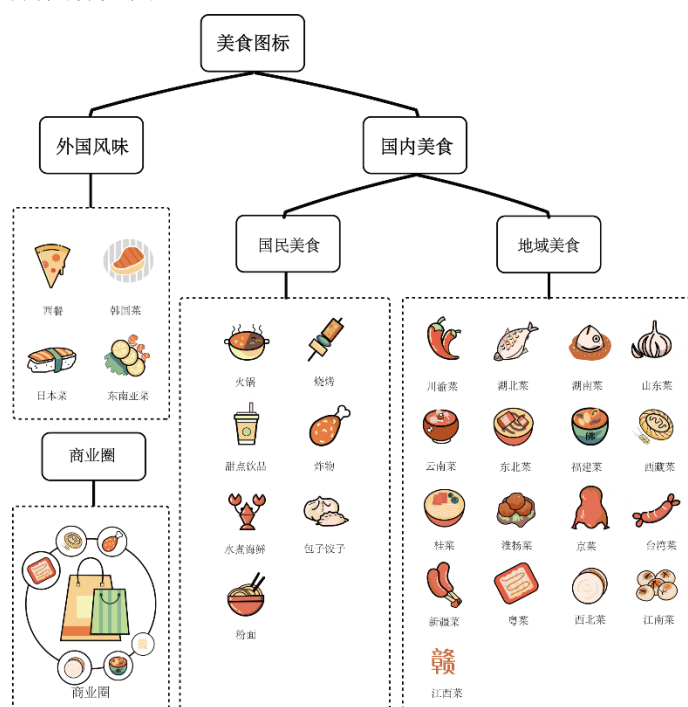 美食图标
外国风味
国内美食
国民美食
地域美食
西餐
韩国菜
日本菜
东南亚菜
商业圈
商业圈
火锅
烧烤
甜点饮品
炸物
水煮海鲜
包子饺子
粉面
川渝菜
湖北菜
湖南菜
山东菜
云南菜
东北菜
福建菜
西藏菜
桂菜
淮扬菜
京菜
台湾菜
新疆菜
粤菜
西北菜
江南菜
赣
江西菜